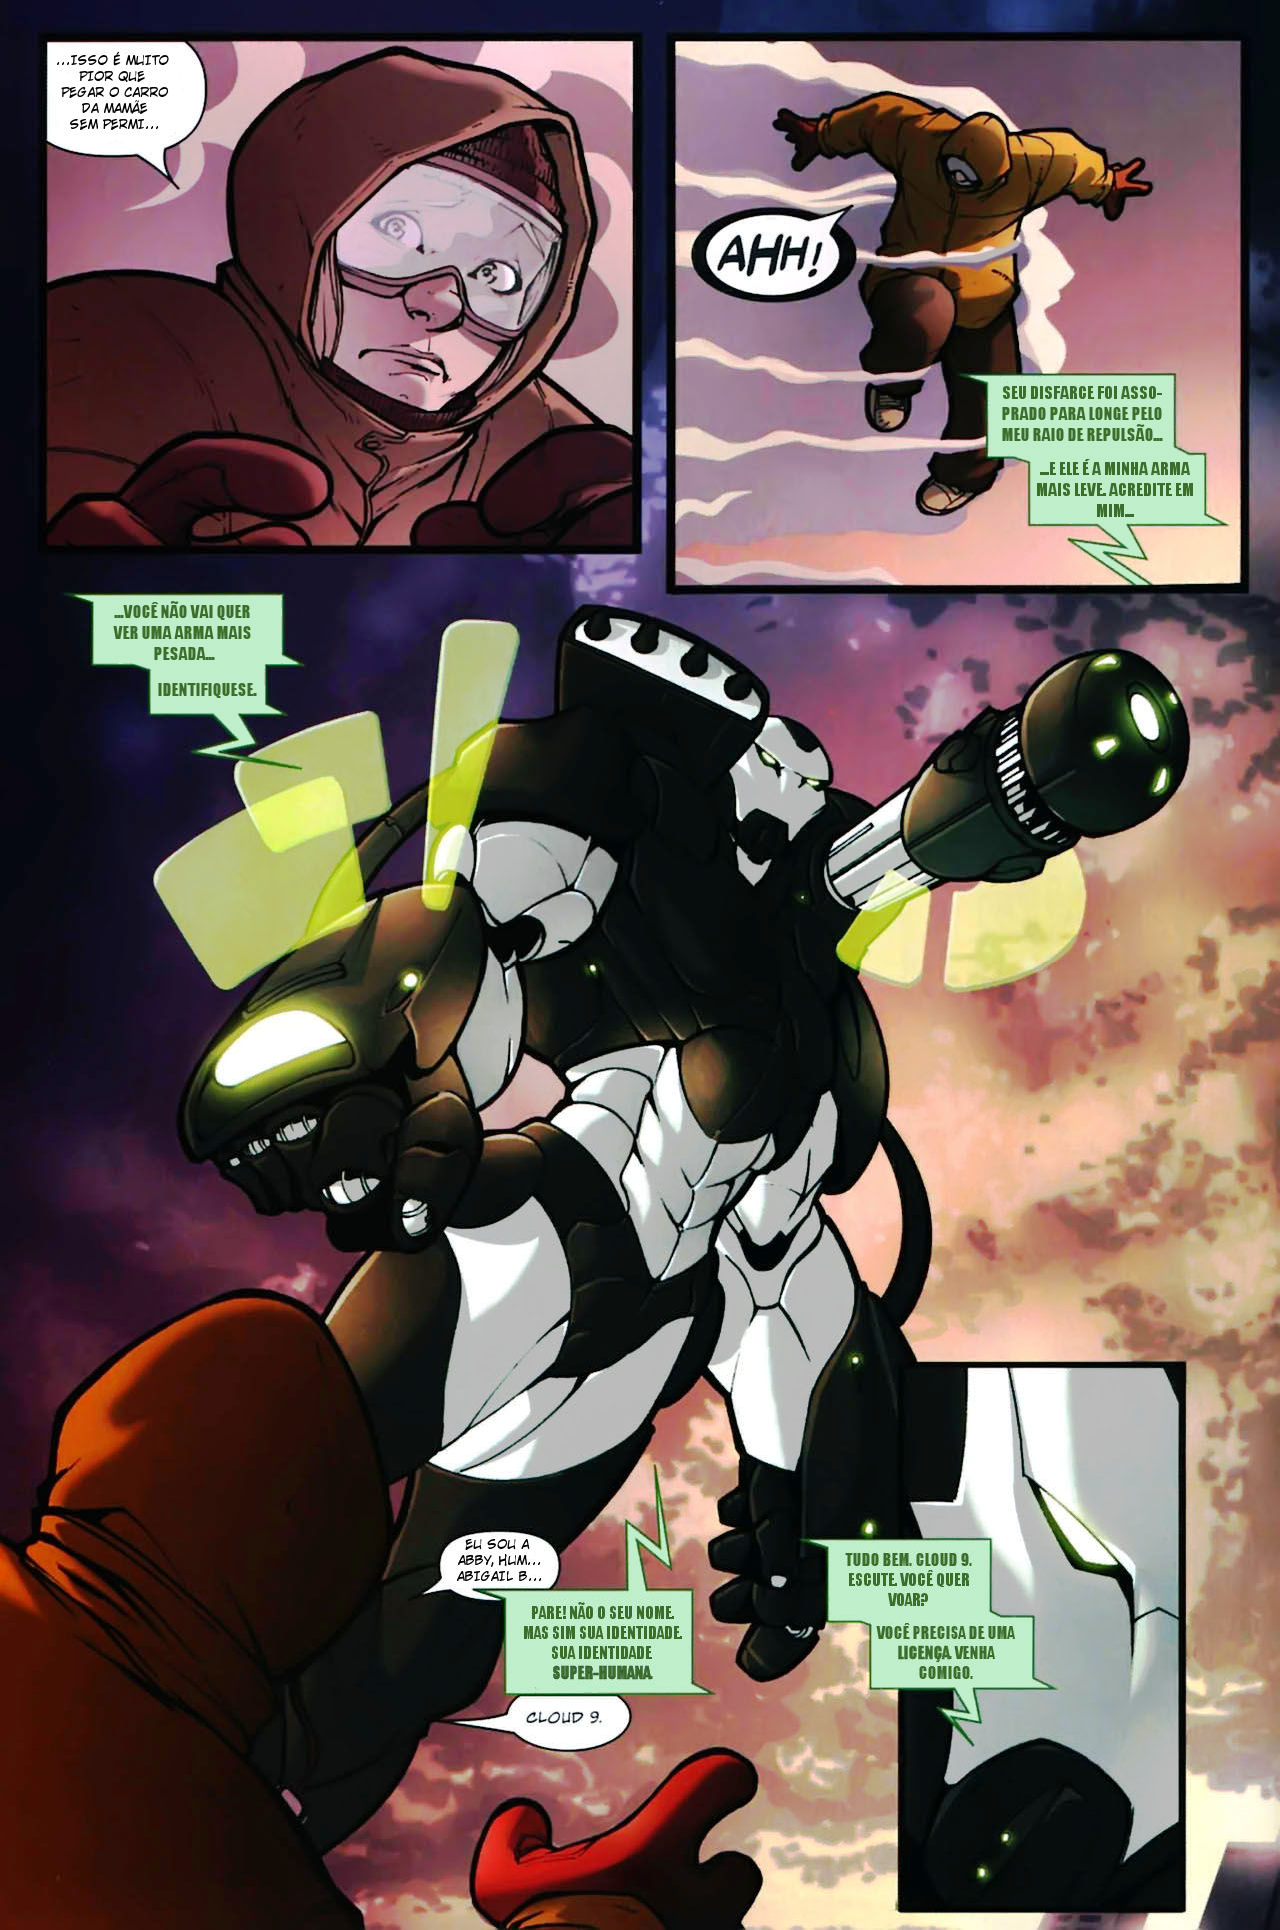 ...ISSO É MUITO
PIOR QUE
PEGAR O CARRO
DA MAMÃE
SEM PERMI...
AHH!
SEU DISFARCE FOI ASSO-
PRADO PARA LONGE PELO
MEU RAIO DE REPULSÃO...
...E ELE É A MINHA ARMA
MAIS LEVE. ACREDITE EM
MIM...
...VOCÊ NÃO VAI QUER
VER UMA ARMA MAIS
PESADA...
IDENTIFIQUESE.
EU SOU A
ABBY, HUM...
ABIGAIL B...
PARE! NÃO O SEU NOME.
MAS SIM SUA IDENTIDADE.
SUA IDENTIDADE
SUPER-HUMANA.
CLOUD 9.
TUDO BEM. CLOUD 9.
ESCUTE. VOCÊ QUER
VOAR?
VOCÊ PRECISA DE UMA
LICENÇA. VENHA
COMIGO.